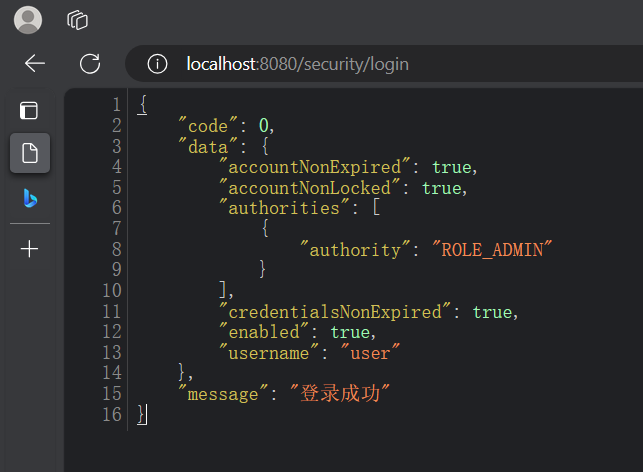 localhost:8080/security/login
1 {
2 "code": 0,
3 "data": {
4 "accountNonExpired": true,
5 "accountNonLocked": true,
6 "authorities": [
7 {
8 "authority": "ROLE_ADMIN"
9 }
10 ],
11 "credentialsNonExpired": true,
12 "enabled": true,
13 "username": "user"
14 },
15 "message": "登录成功"
16 }